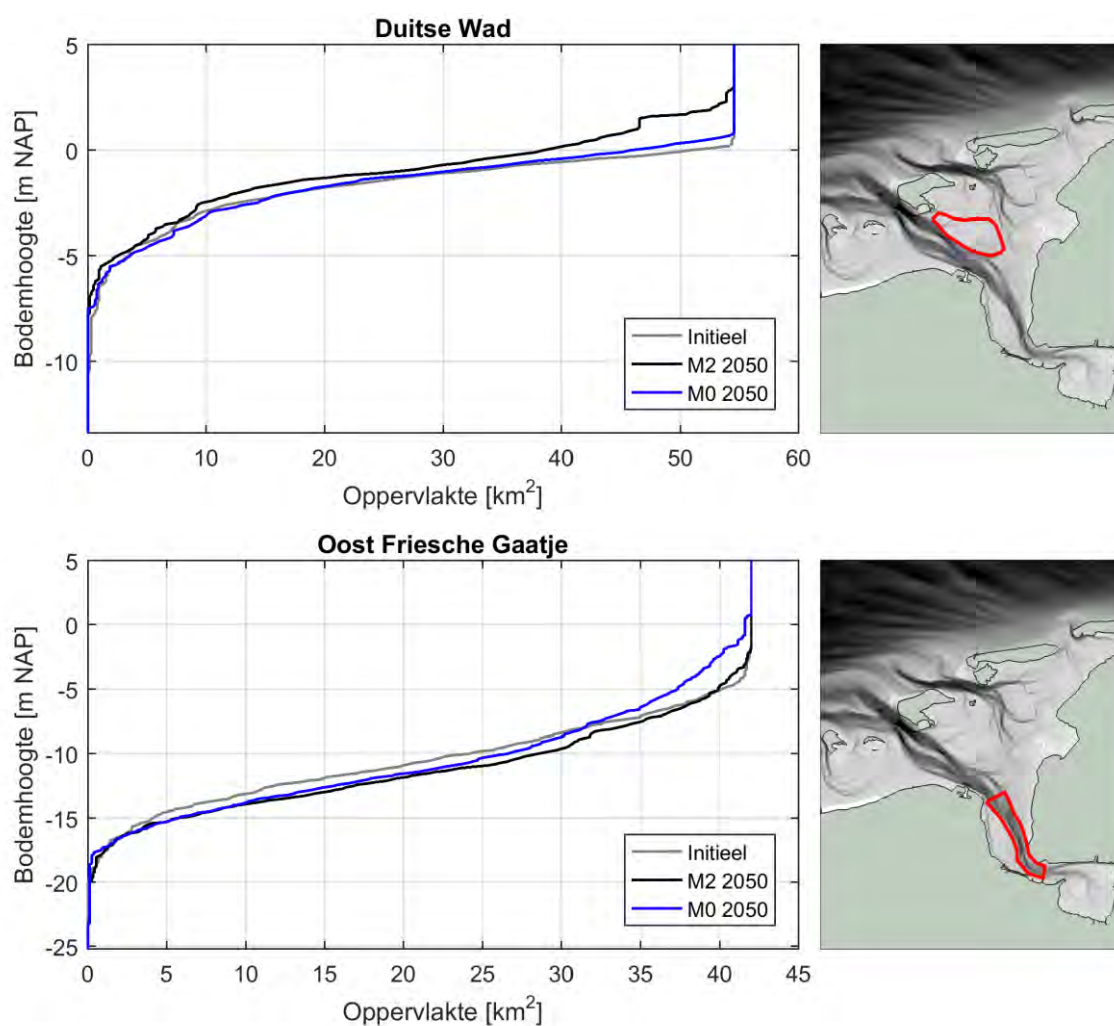 Duitse Wad
Bodemhoogte [m NAP]
5
0
-5
-10
Initieel
M2 2050
M0 2050
0 10 20 30 40 50 60
Oppervlakte [km²]
Oost Friesche Gaatje
Bodemhoogte [m NAP]
5
0
-5
-10
-15
-20
-25
Initieel
M2 2050
M0 2050
0 5 10 15 20 25 30 35 40 45
Oppervlakte [km²]